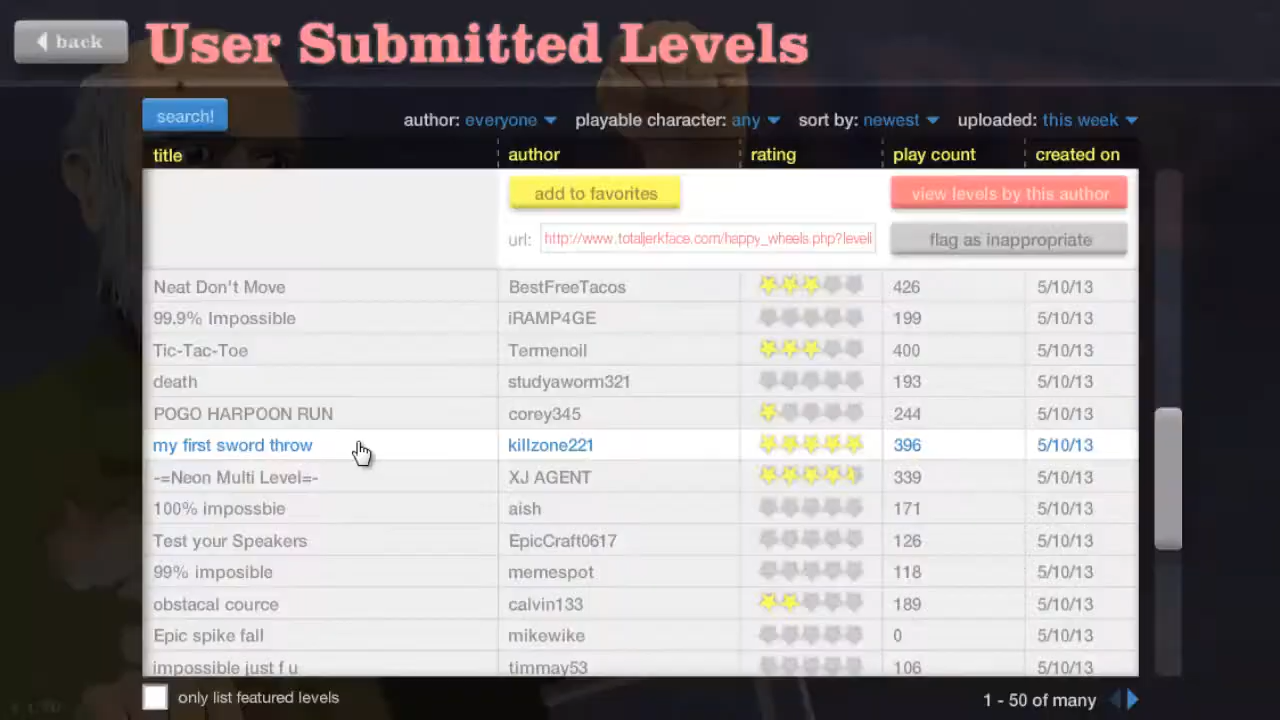 back
User Submitted Levels
search!
author: everyone playable character: any sort by: newest uploaded: this week
title author rating play count created on
add to favorites view levels by this author
url: http://www.totaljerkface.com/happy_wheels.php?leveli flag as inappropriate
Neat Don't Move BestFreeTacos 426 5/10/13
99.9% Impossible iRAMP4GE 199 5/10/13
Tic-Tac-Toe Termenoil 400 5/10/13
death studyaworm321 193 5/10/13
POGO HARPOON RUN corey345 244 5/10/13
my first sword throw killzone221 396 5/10/13
-=Neon Multi Level=- XJ AGENT 339 5/10/13
100% impossbie aish 171 5/10/13
Test your Speakers EpicCraft0617 126 5/10/13
99% imposible memespot 118 5/10/13
obstacal cource calvin133 189 5/10/13
Epic spike fall mikewike 0 5/10/13
impossible just f u timmay53 106 5/10/13
only list featured levels 1 - 50 of many